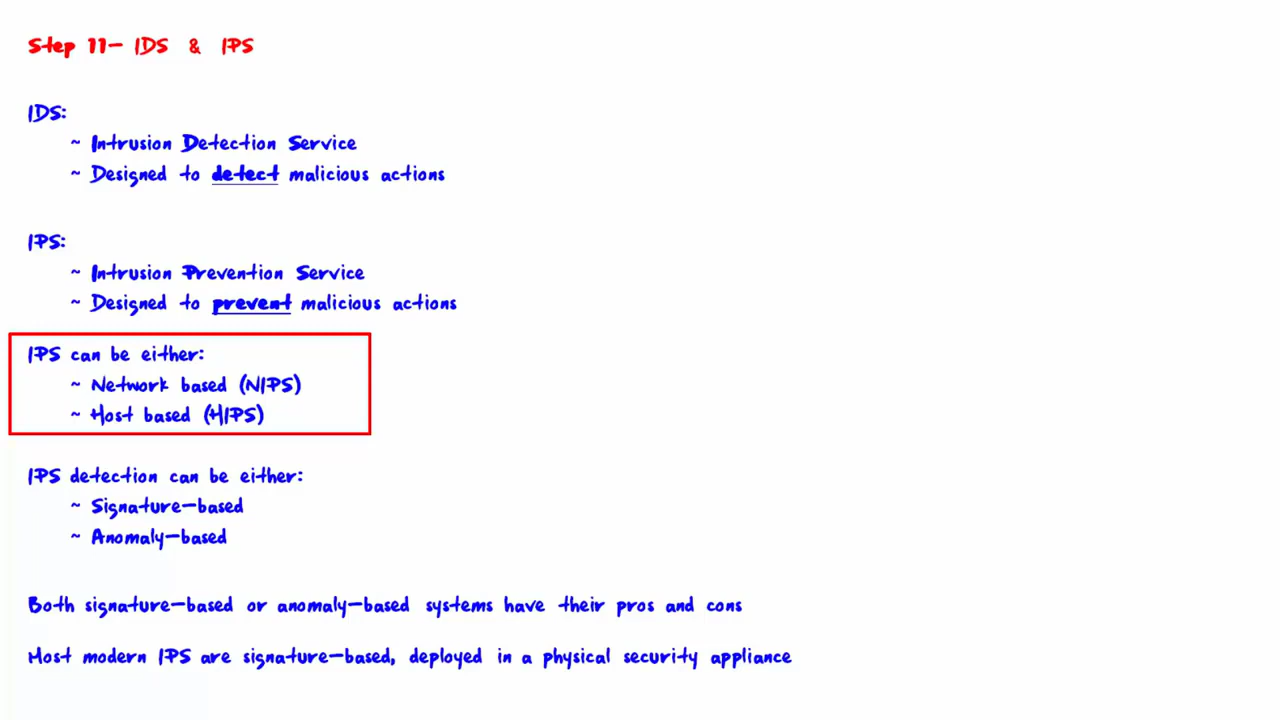 Step 11- IDS & IPS
IDS:
~ Intrusion Detection Service
~ Designed to detect malicious actions
IPS:
~ Intrusion Prevention Service
~ Designed to prevent malicious actions
IPS can be either:
~ Network based (NIPS)
~ Host based (HIPS)
IPS detection can be either:
~ Signature-based
~ Anomaly-based
Both signature-based or anomaly-based systems have their pros and cons
Most modern IPS are signature-based, deployed in a physical security appliance